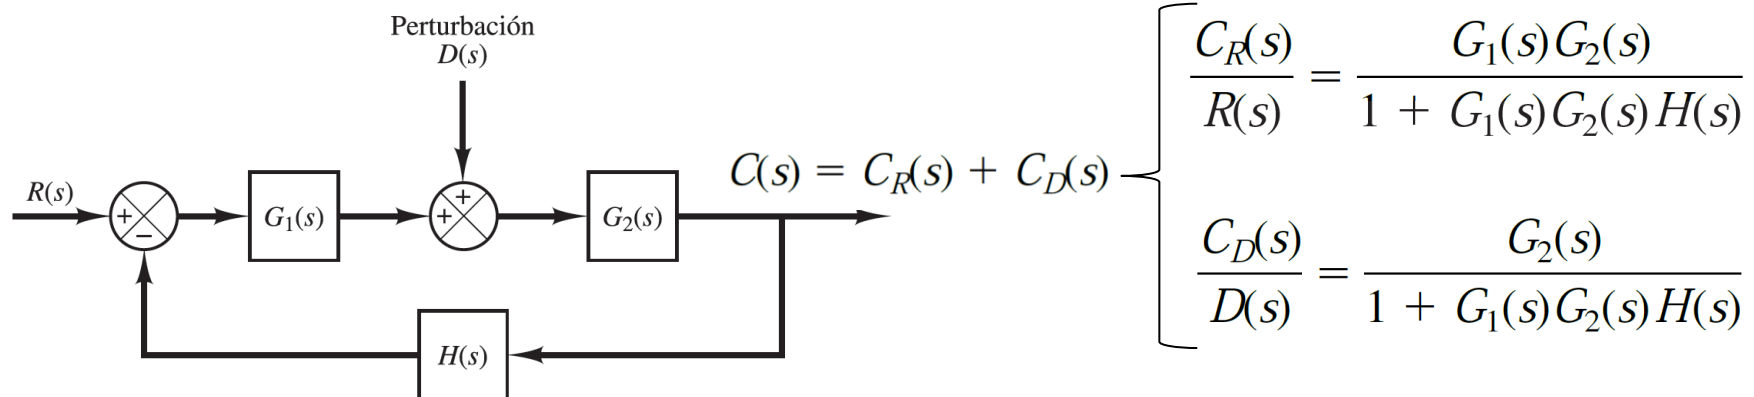 Perturbación
D(s)
R(s)
+
−
G₁(s)
+
+
G₂(s)
H(s)
C(s) = C_R(s) + C_D(s)
C_R(s)/R(s) = G₁(s)G₂(s)/(1 + G₁(s)G₂(s)H(s))
C_D(s)/D(s) = G₂(s)/(1 + G₁(s)G₂(s)H(s))